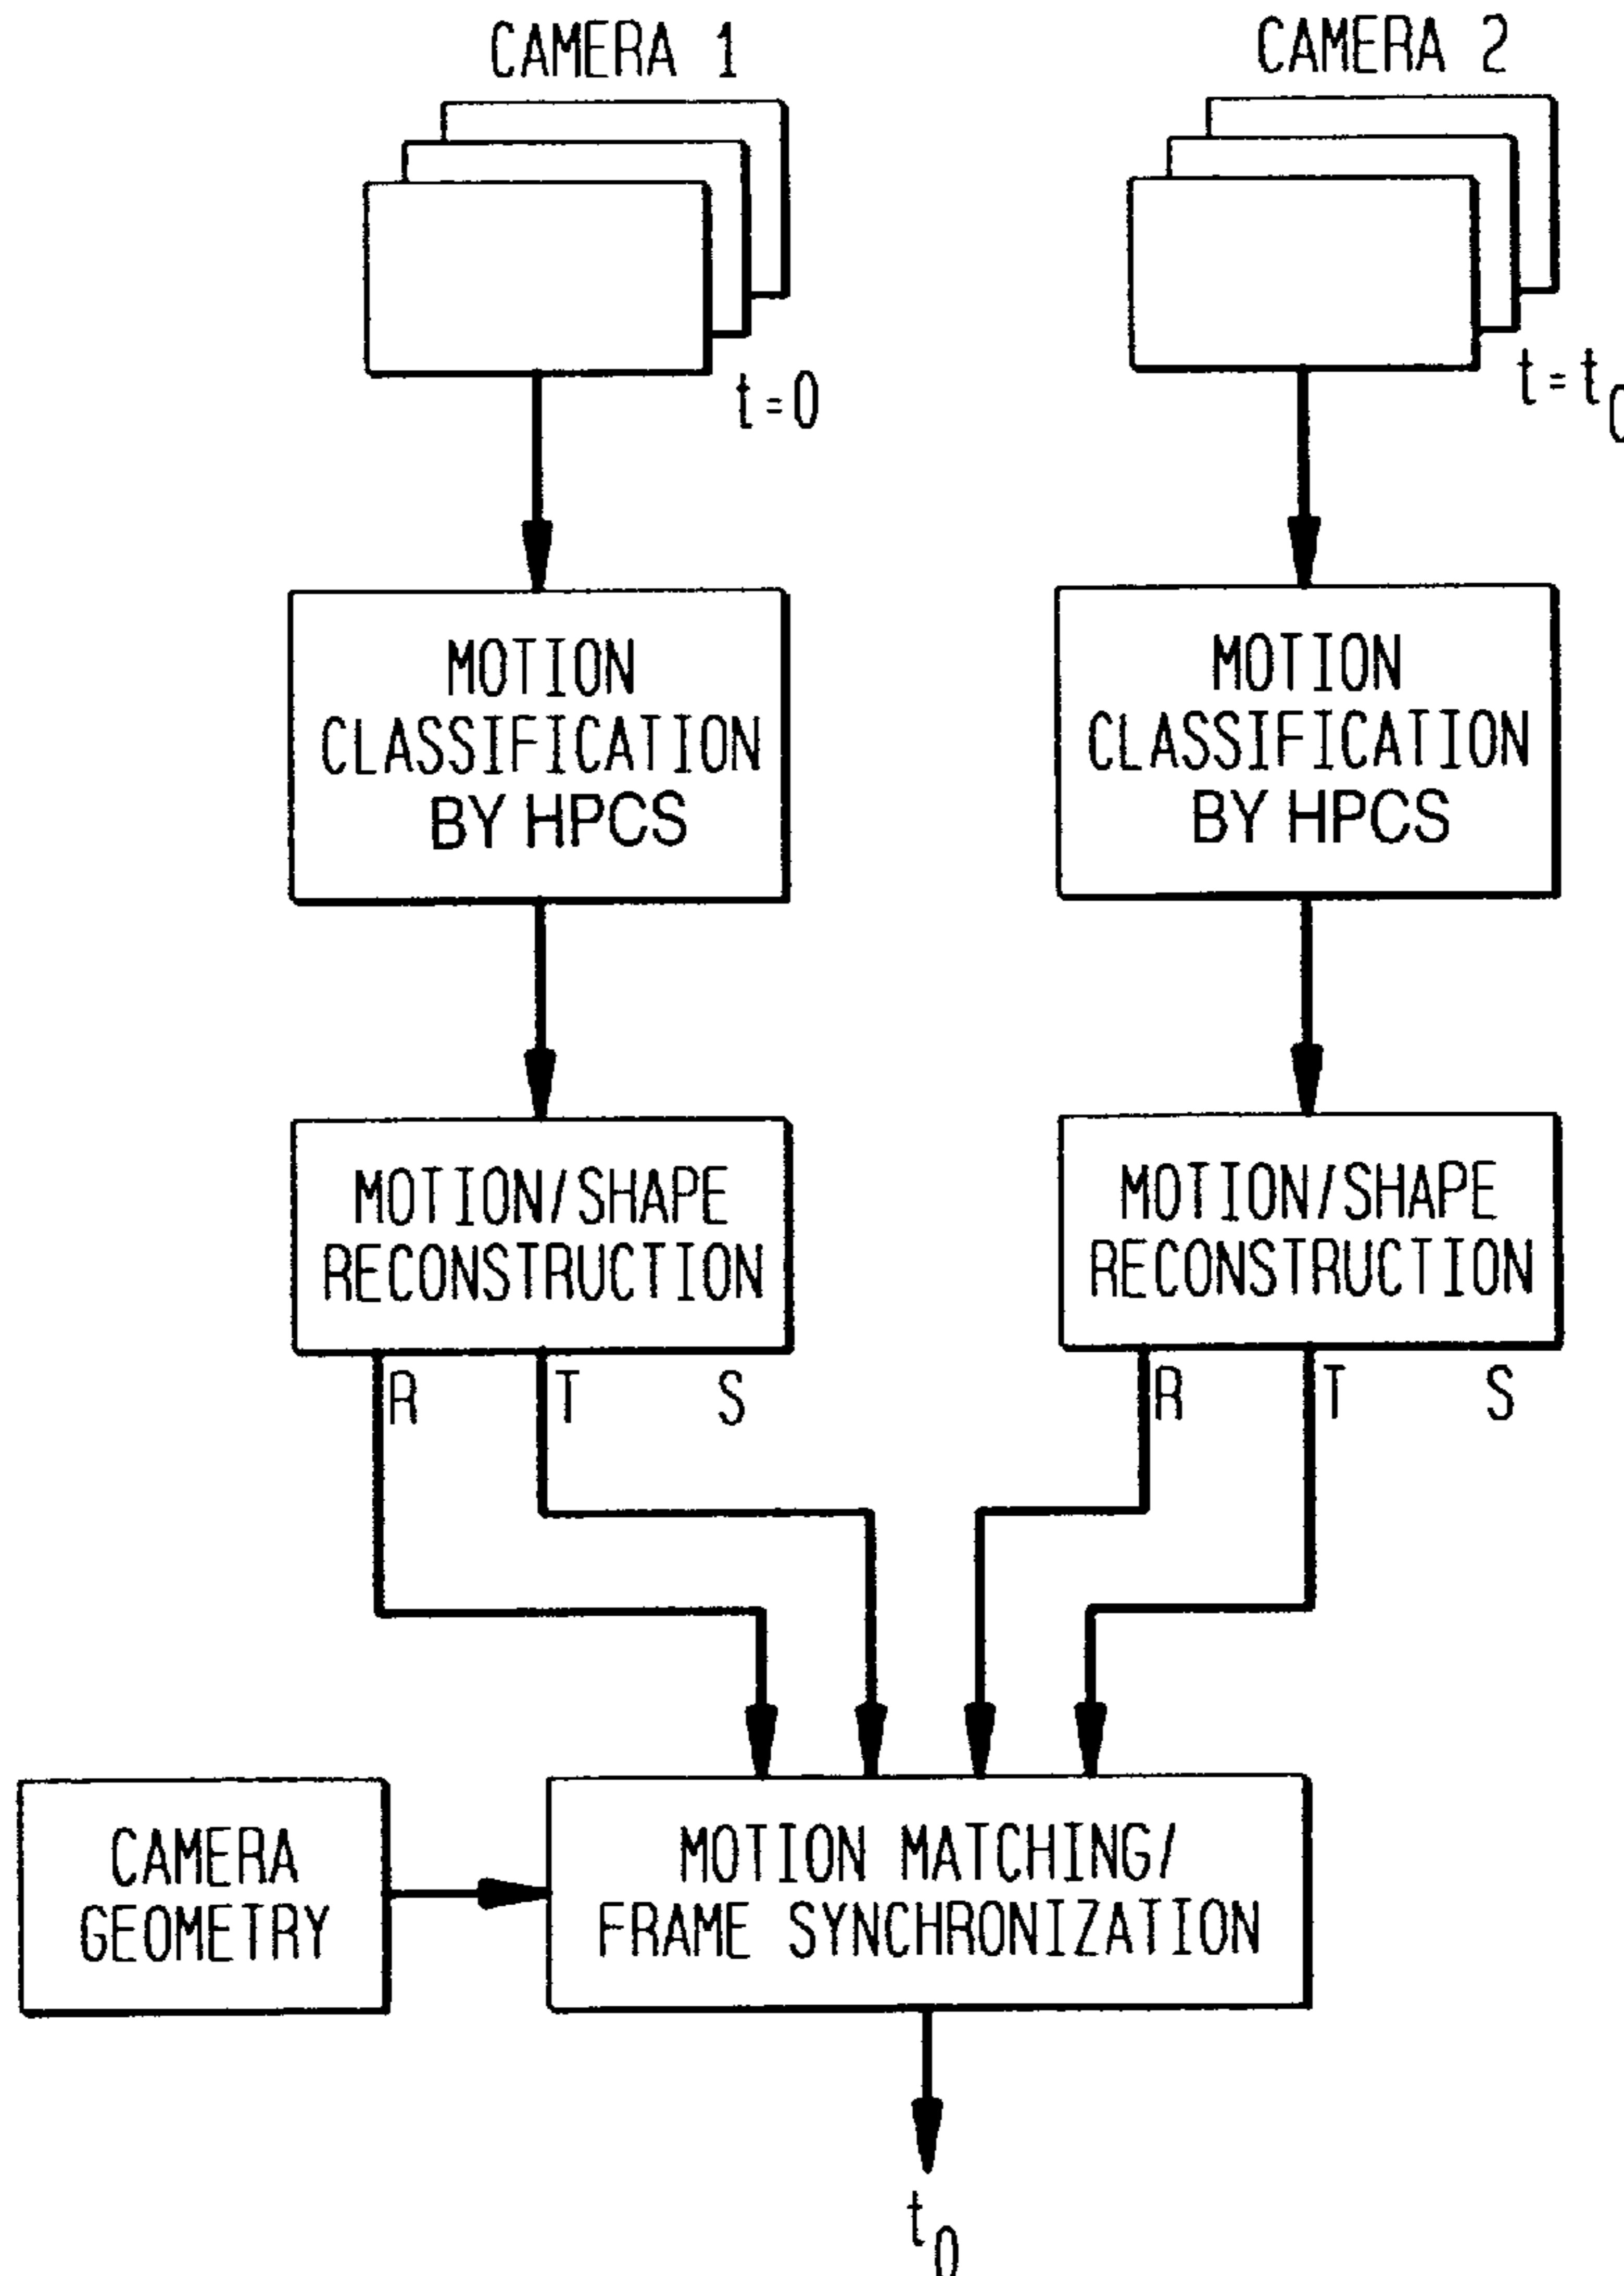 CAMERA 1
CAMERA 2
t=0
t=t0
MOTION
CLASSIFICATION
BY HPCS
MOTION
CLASSIFICATION
BY HPCS
MOTION/SHAPE
RECONSTRUCTION
MOTION/SHAPE
RECONSTRUCTION
R T S
R T S
CAMERA
GEOMETRY
MOTION MATCHING/
FRAME SYNCHRONIZATION
t0